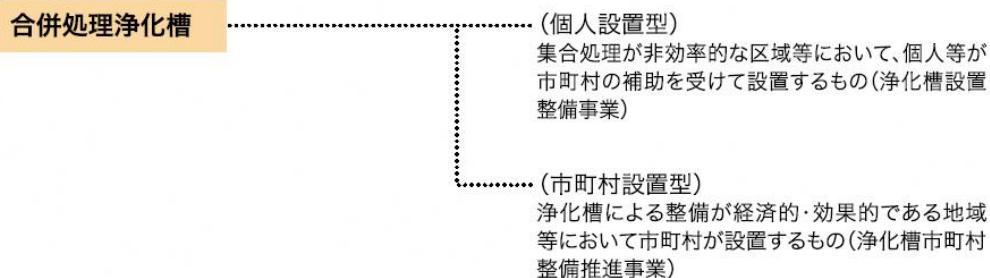 合併処理浄化槽
（個人設置型）
集合処理が非効率的な区域等において、個人等が
市町村の補助を受けて設置するもの（浄化槽設置
整備事業）
（市町村設置型）
浄化槽による整備が経済的・効果的である地域
等において市町村が設置するもの（浄化槽市町村
整備推進事業）